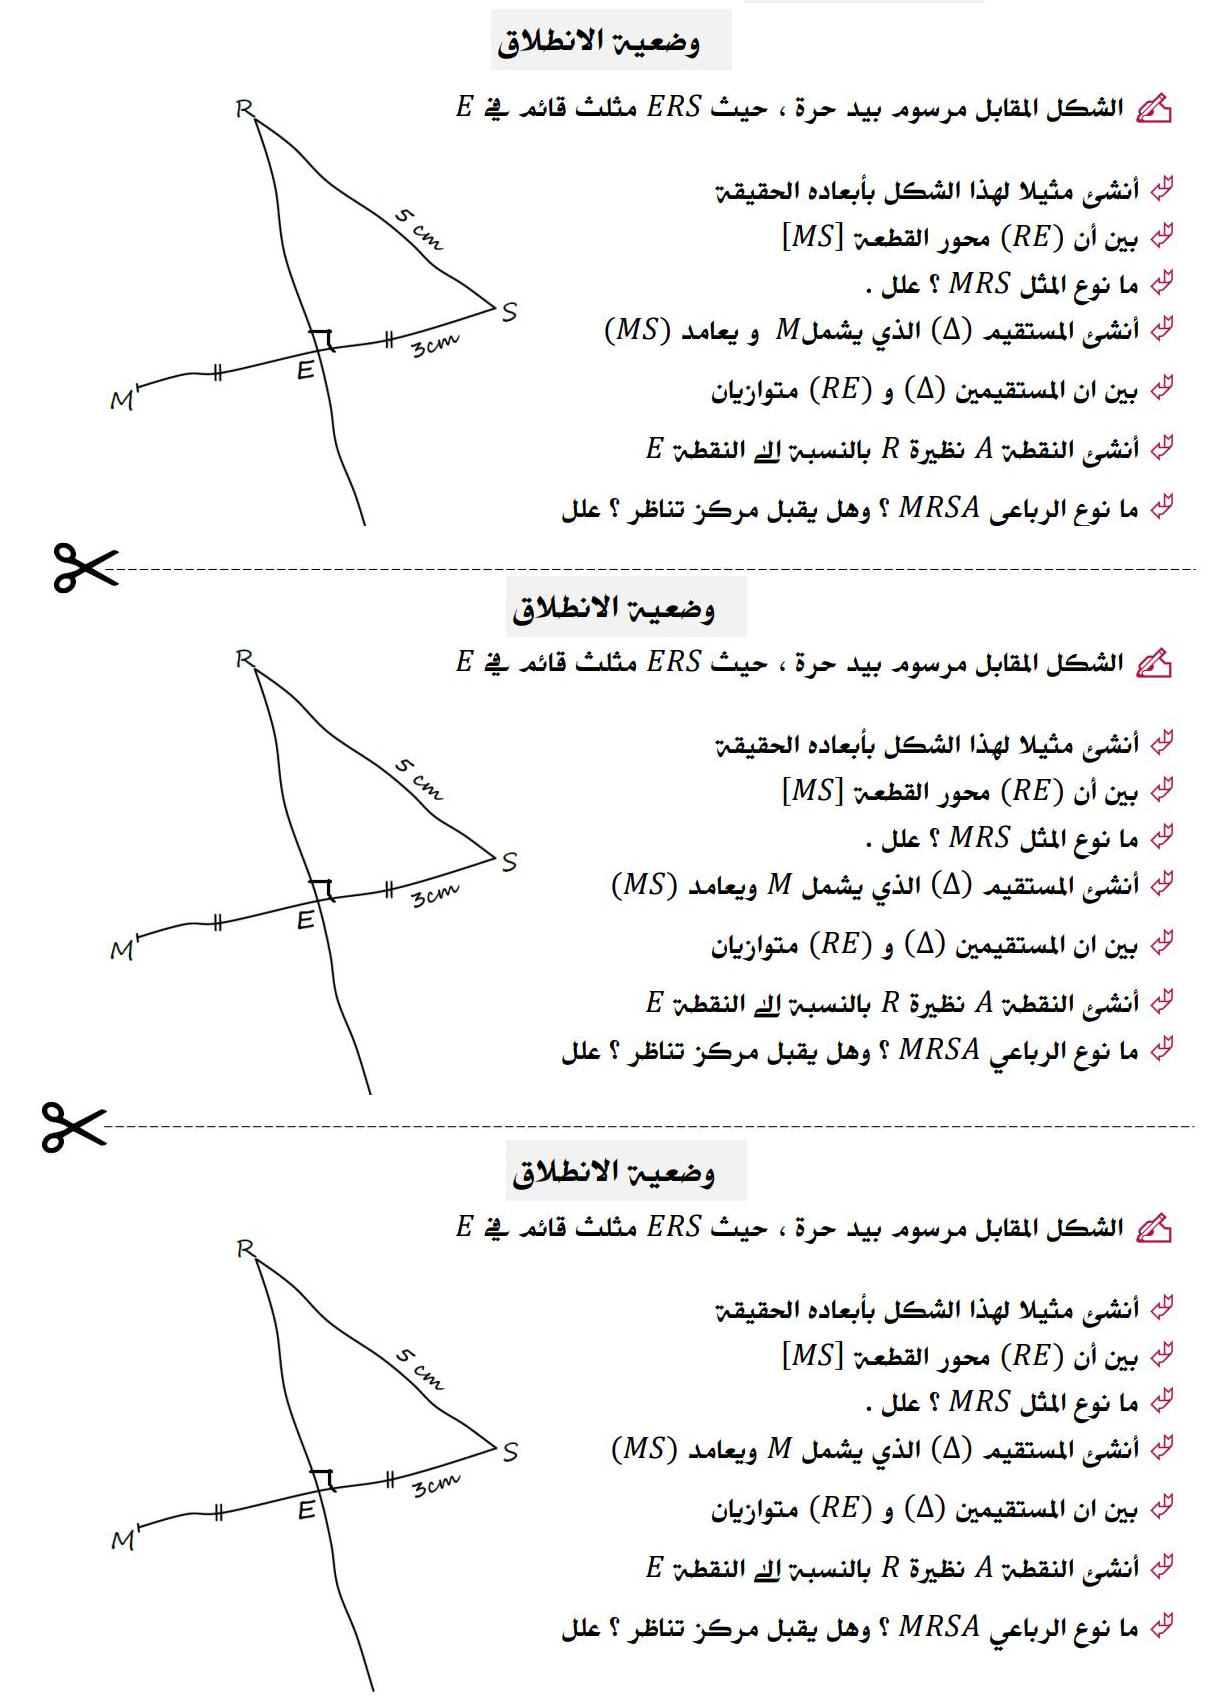 وضعية الانطلاق
الشكل المقابل مرسوم بيد حرة ، حيث ERS مثلث قائم في E
أنشئ مثيلا لهذا الشكل بأبعاده الحقيقة
بين أن (RE) محور القطعة [MS]
ما نوع المثل MRS ؟ علل .
أنشئ المستقيم (Δ) الذي يشمل M و يعامد (MS)
بين ان المستقيمين (Δ) و (RE) متوازيان
أنشئ النقطة A نظيرة R بالنسبة إلى النقطة E
ما نوع الرباعي MRSA ؟ وهل يقبل مركز تناظر ؟ علل
R
5 cm
S
3cm
E
M
وضعية الانطلاق
الشكل المقابل مرسوم بيد حرة ، حيث ERS مثلث قائم في E
أنشئ مثيلا لهذا الشكل بأبعاده الحقيقة
بين أن (RE) محور القطعة [MS]
ما نوع المثل MRS ؟ علل .
أنشئ المستقيم (Δ) الذي يشمل M ويعامد (MS)
بين ان المستقيمين (Δ) و (RE) متوازيان
أنشئ النقطة A نظيرة R بالنسبة إلى النقطة E
ما نوع الرباعي MRSA ؟ وهل يقبل مركز تناظر ؟ علل
R
5 cm
S
3cm
E
M
وضعية الانطلاق
الشكل المقابل مرسوم بيد حرة ، حيث ERS مثلث قائم في E
أنشئ مثيلا لهذا الشكل بأبعاده الحقيقة
بين أن (RE) محور القطعة [MS]
ما نوع المثل MRS ؟ علل .
أنشئ المستقيم (Δ) الذي يشمل M ويعامد (MS)
بين ان المستقيمين (Δ) و (RE) متوازيان
أنشئ النقطة A نظيرة R بالنسبة إلى النقطة E
ما نوع الرباعي MRSA ؟ وهل يقبل مركز تناظر ؟ علل
R
5 cm
S
3cm
E
M